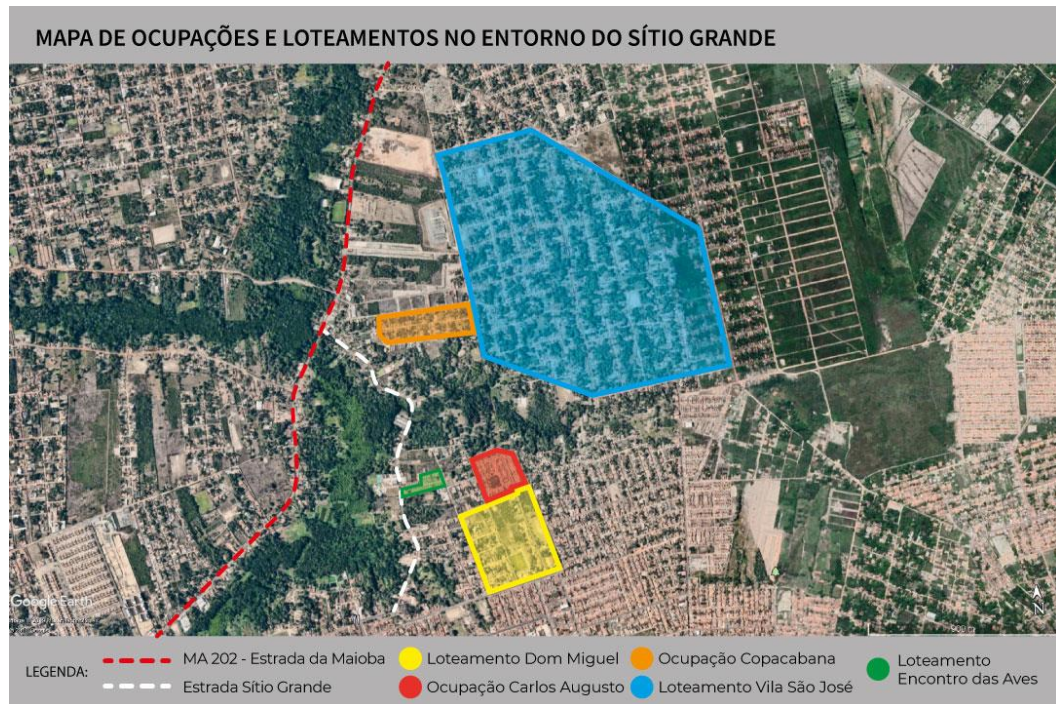 MAPA DE OCUPAÇÕES E LOTEAMENTOS NO ENTORNO DO SÍTIO GRANDE
Google Earth
N
LEGENDA:
MA 202 - Estrada da Maioba
Estrada Sítio Grande
Loteamento Dom Miguel
Ocupação Carlos Augusto
Ocupação Copacabana
Loteamento Vila São José
Loteamento
Encontro das Aves